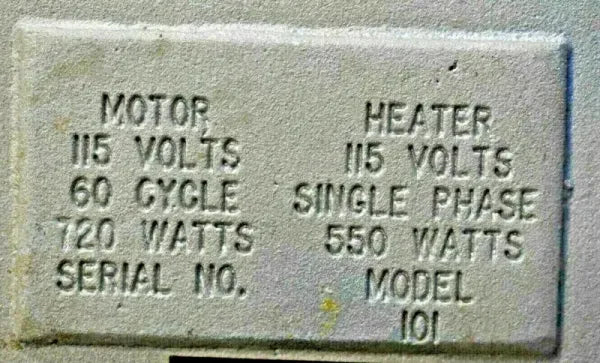 MOTOR
115 VOLTS
60 CYCLE
720 WATTS
SERIAL NO.
HEATER
115 VOLTS
SINGLE PHASE
550 WATTS
MODEL
101